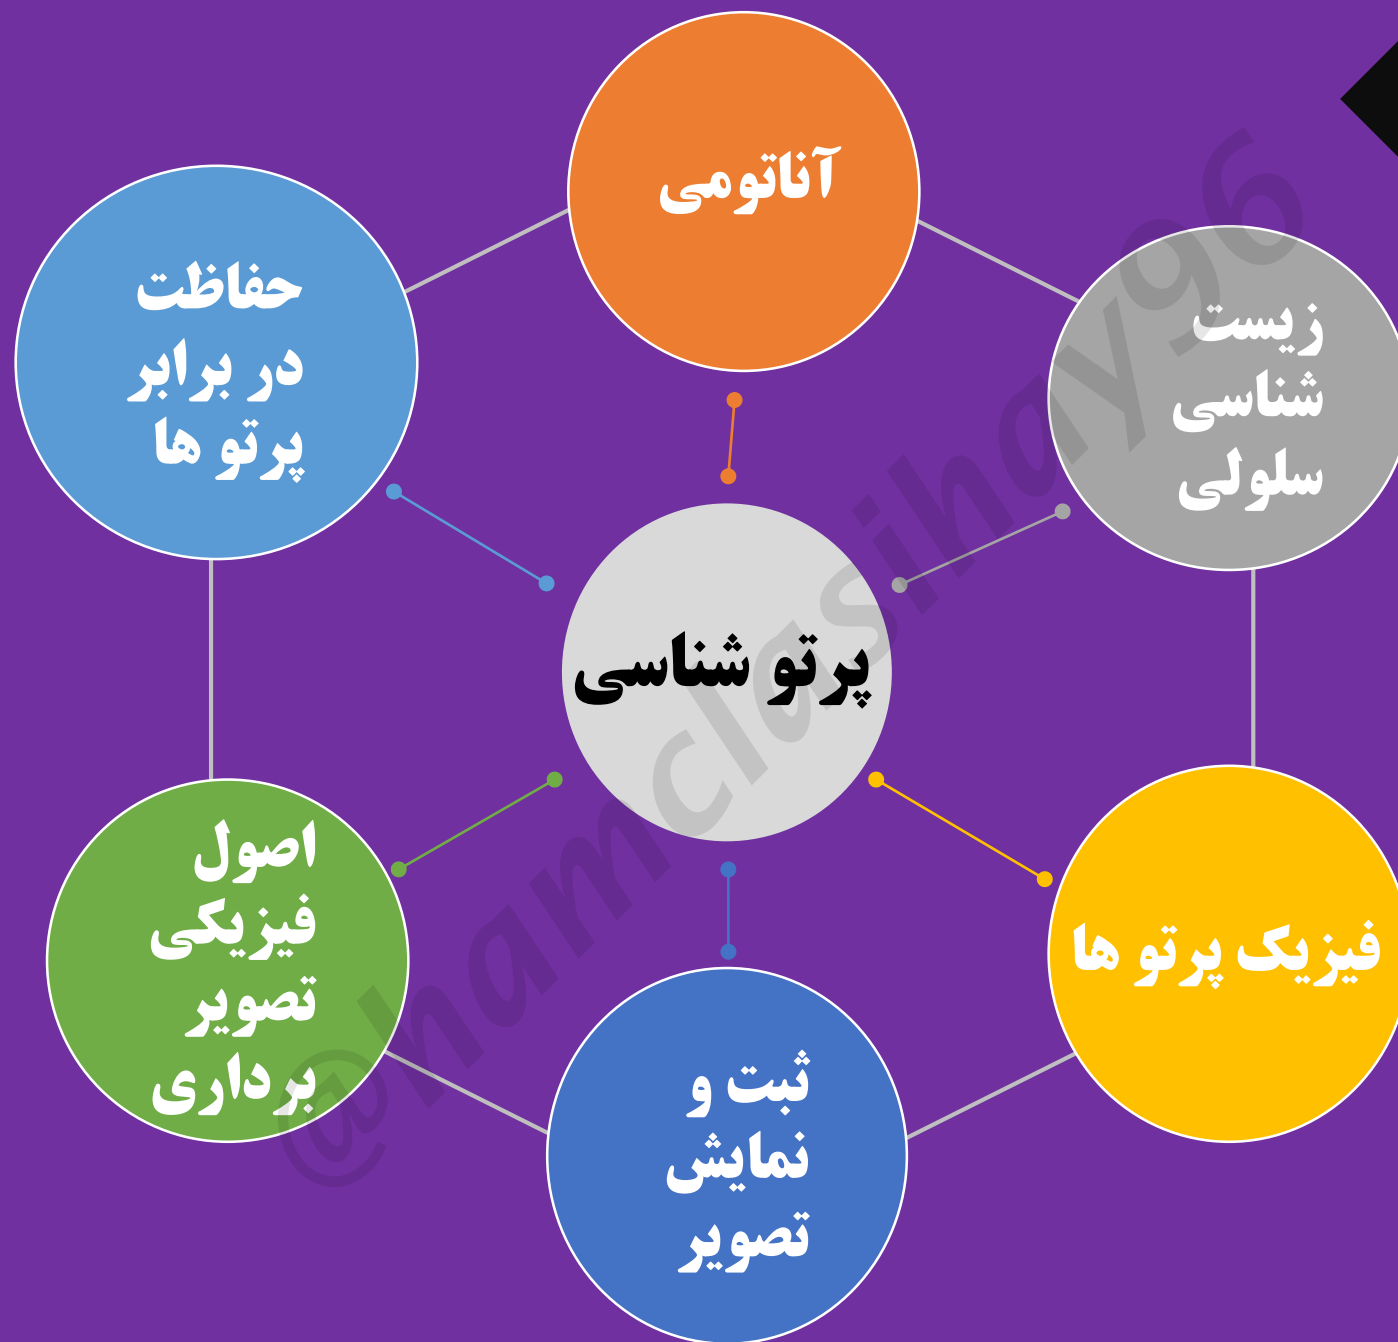 آناتومی
زیست
شناسی
سلولی
فیزیک پرتو ها
ثبت و
نمایش
تصویر
اصول
فیزیکی
تصویر
برداری
حفاظت
در برابر
پرتو ها
پرتو شناسی
@hamclasihay96